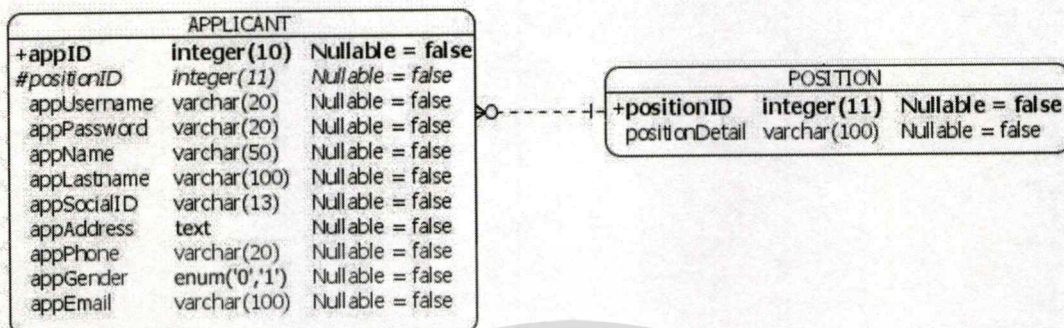 APPLICANT
+appID integer(10) Nullable = false
#positionID integer(11) Nullable = false
appUsername varchar(20) Nullable = false
appPassword varchar(20) Nullable = false
appName varchar(50) Nullable = false
appLastname varchar(100) Nullable = false
appSocialID varchar(13) Nullable = false
appAddress text Nullable = false
appPhone varchar(20) Nullable = false
appGender enum('0','1') Nullable = false
appEmail varchar(100) Nullable = false
POSITION
+positionID integer(11) Nullable = false
positionDetail varchar(100) Nullable = false